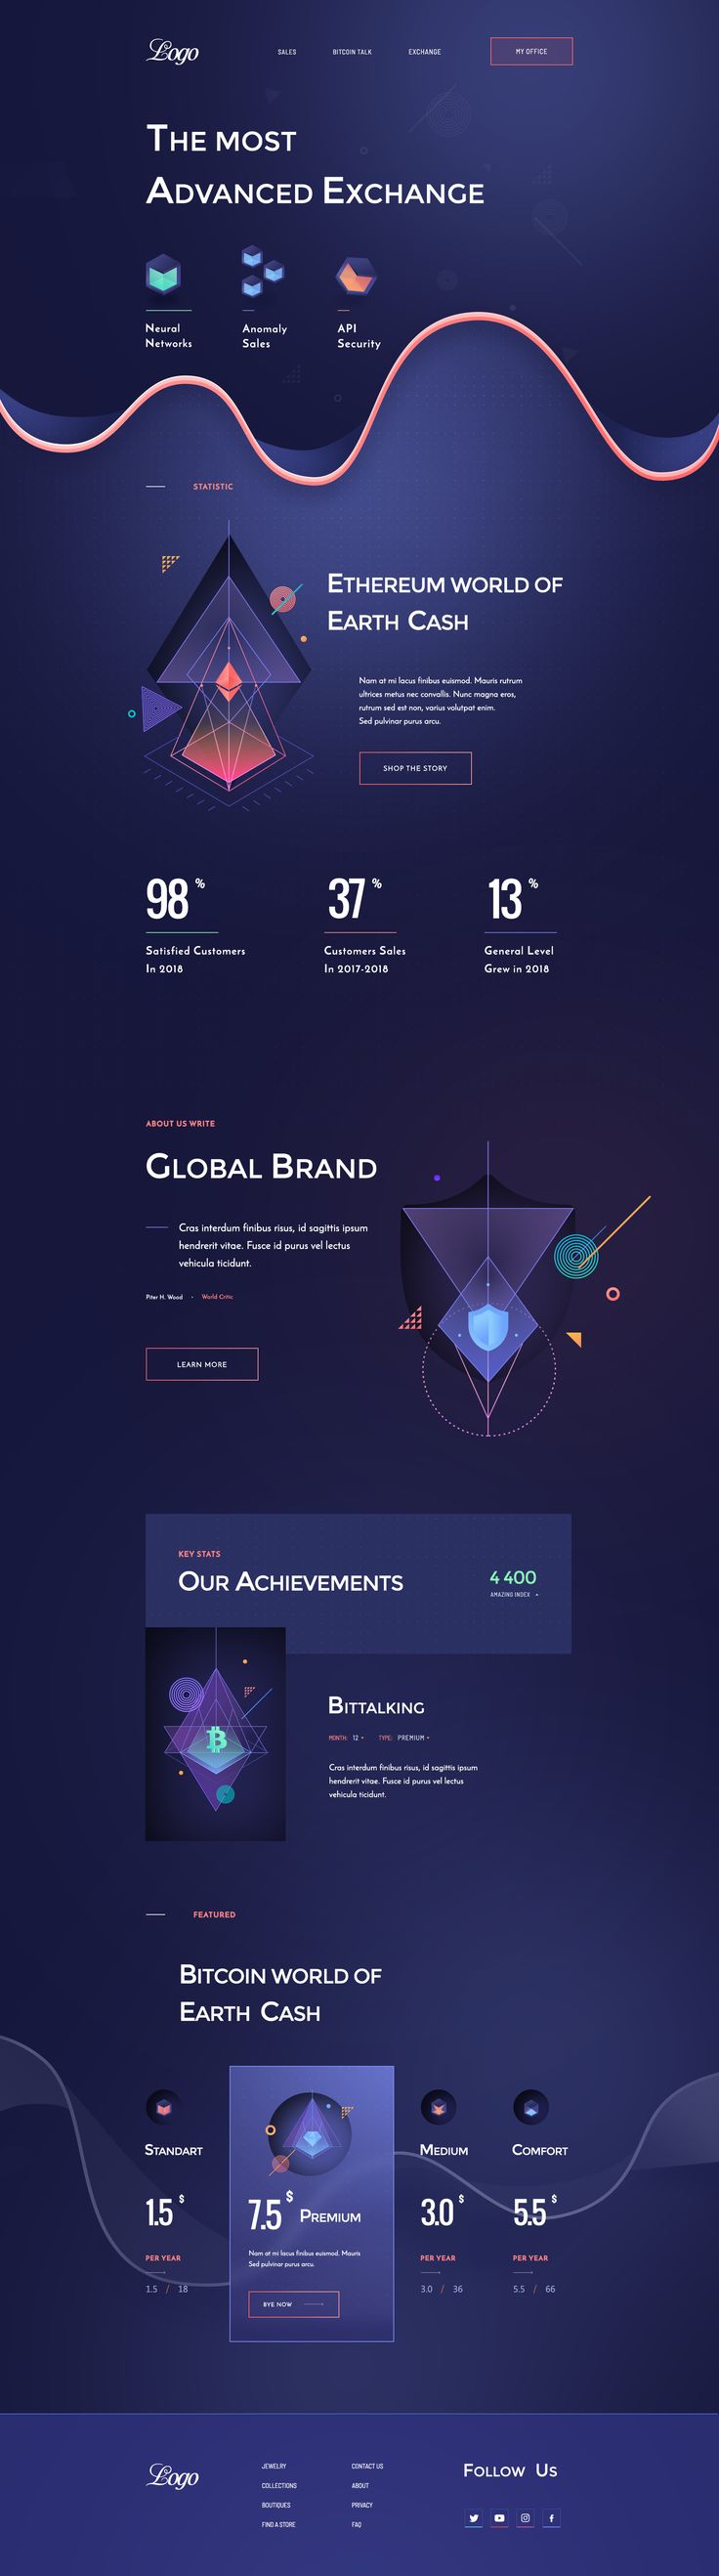 Logo
SALES BITCOIN TALK EXCHANGE MY OFFICE
THE MOST
ADVANCED EXCHANGE
Neural
Networks
Anomaly
Sales
API
Security
STATISTIC
ETHEREUM WORLD OF
EARTH CASH
Nam at mi lacus finibus euismod. Mauris rutrum
ultrices metus nec convallis. Nunc magna eros,
rutrum sed est non, varius volutpat enim.
Sed pulvinar purus arcu.
SHOP THE STORY
98 %
Satisfied Customers
In 2018
37 %
Customers Sales
In 2017-2018
13 %
General Level
Grew in 2018
ABOUT US WRITE
GLOBAL BRAND
Cras interdum finibus risus, id sagittis ipsum
hendrerit vitae. Fusce id purus vel lectus
vehicula ticidunt.
Piter H. Wood - World Critic
LEARN MORE
KEY STATS
OUR ACHIEVEMENTS
4 400
AMAZING INDEX
BITTALKING
MONTH: 12 TYPE: PREMIUM
Cras interdum finibus risus, id sagittis ipsum
hendrerit vitae. Fusce id purus vel lectus
vehicula ticidunt.
FEATURED
BITCOIN WORLD OF
EARTH CASH
STANDART
1.5 $
PER YEAR
1.5 / 18
7.5 $ PREMIUM
Nam at mi lacus finibus euismod. Mauris
Sed pulvinar purus arcu.
BYE NOW
MEDIUM
3.0 $
PER YEAR
3.0 / 36
COMFORT
5.5 $
PER YEAR
5.5 / 66
Logo
JEWELRY
COLLECTIONS
BOUTIQUES
FIND A STORE
CONTACT US
ABOUT
PRIVACY
FAQ
FOLLOW US